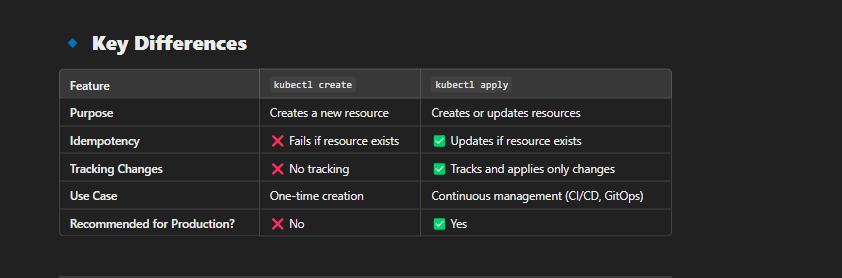 Key Differences
Feature kubectl create kubectl apply
Purpose Creates a new resource Creates or updates resources
Idempotency ❌ Fails if resource exists ✅ Updates if resource exists
Tracking Changes ❌ No tracking ✅ Tracks and applies only changes
Use Case One-time creation Continuous management (CI/CD, GitOps)
Recommended for Production? ❌ No ✅ Yes